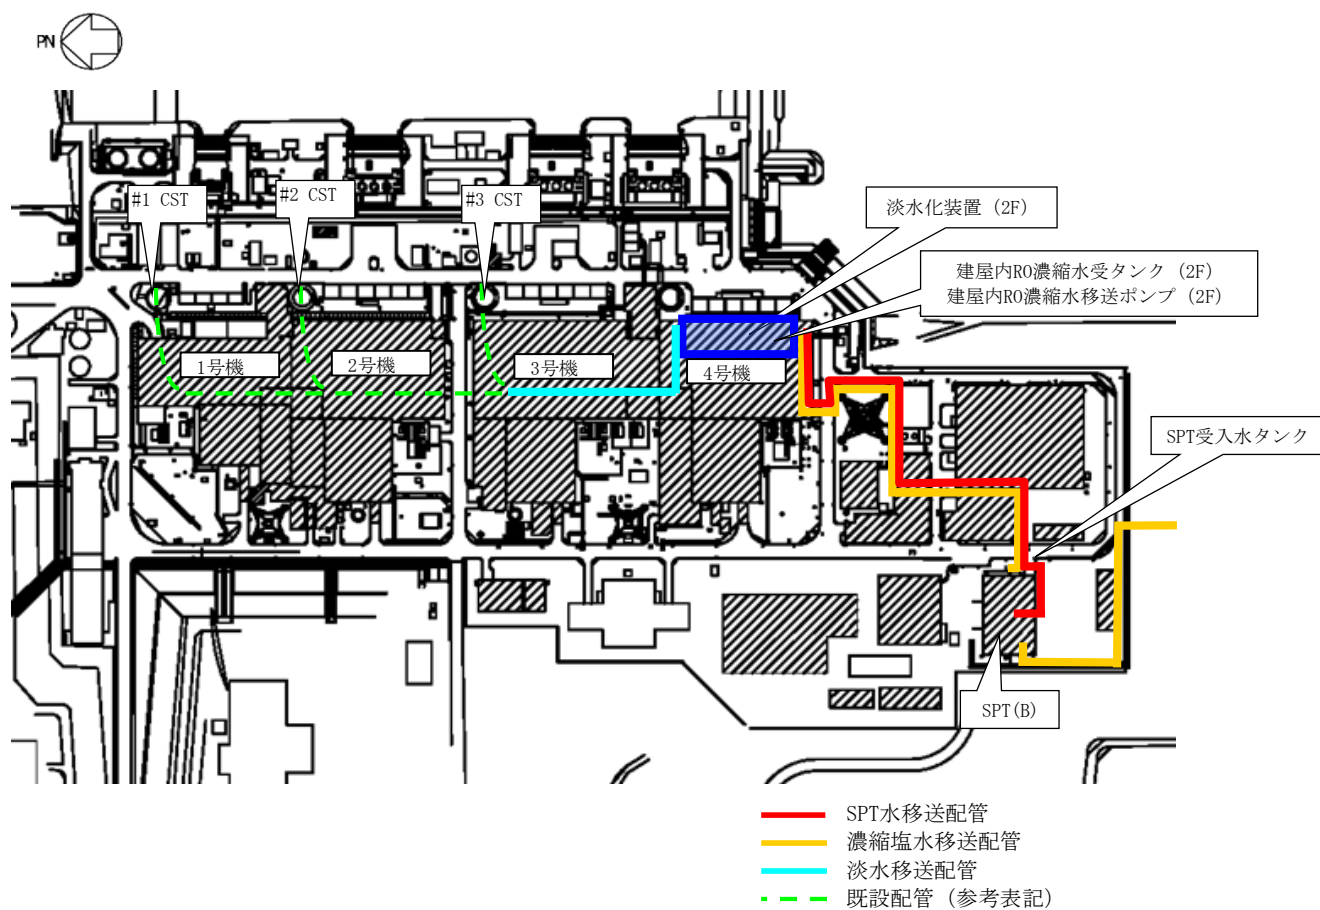 PN
#1 CST
#2 CST
#3 CST
淡水化装置 (2F)
建屋内RO濃縮水受タンク (2F)
建屋内RO濃縮水移送ポンプ (2F)
1号機
2号機
3号機
4号機
SPT受入水タンク
SPT(B)
SPT水移送配管
濃縮塩水移送配管
淡水移送配管
既設配管 (参考表記)